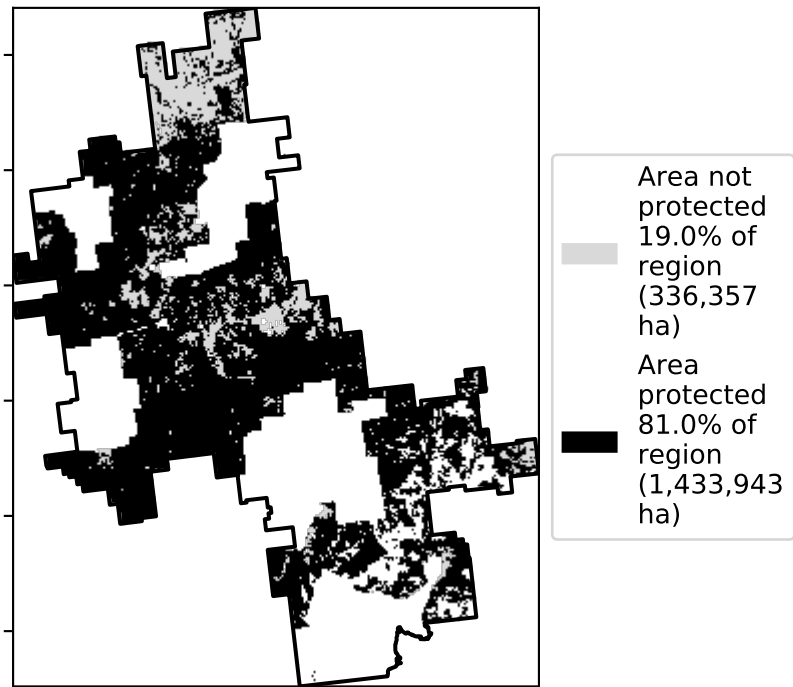 Area not
protected
19.0% of
region
(336,357
ha)
Area
protected
81.0% of
region
(1,433,943
ha)